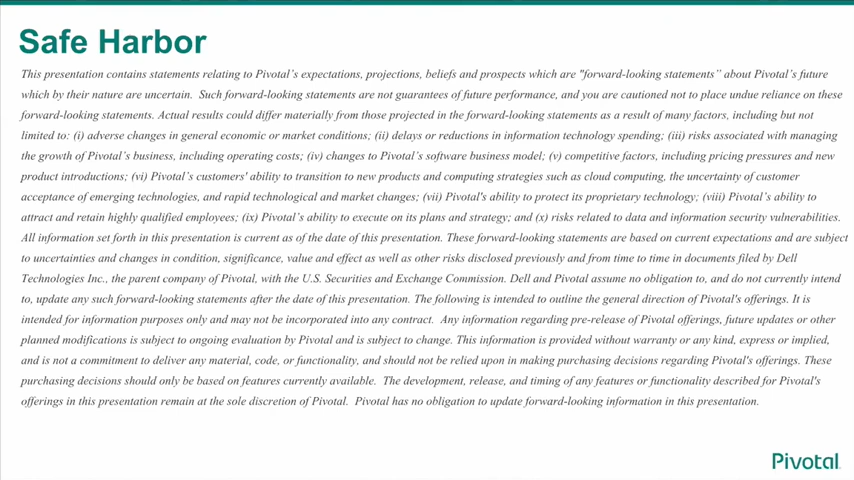 Safe Harbor
This presentation contains statements relating to Pivotal’s expectations, projections, beliefs and prospects which are "forward-looking statements” about Pivotal’s future
which by their nature are uncertain. Such forward-looking statements are not guarantees of future performance, and you are cautioned not to place undue reliance on these
forward-looking statements. Actual results could differ materially from those projected in the forward-looking statements as a result of many factors, including but not
limited to: (i) adverse changes in general economic or market conditions; (ii) delays or reductions in information technology spending; (iii) risks associated with managing
the growth of Pivotal’s business, including operating costs; (iv) changes to Pivotal’s software business model; (v) competitive factors, including pricing pressures and new
product introductions; (vi) Pivotal’s customers' ability to transition to new products and computing strategies such as cloud computing, the uncertainty of customer
acceptance of emerging technologies, and rapid technological and market changes; (vii) Pivotal's ability to protect its proprietary technology; (viii) Pivotal’s ability to
attract and retain highly qualified employees; (ix) Pivotal’s ability to execute on its plans and strategy; and (x) risks related to data and information security vulnerabilities.
All information set forth in this presentation is current as of the date of this presentation. These forward-looking statements are based on current expectations and are subject
to uncertainties and changes in condition, significance, value and effect as well as other risks disclosed previously and from time to time in documents filed by Dell
Technologies Inc., the parent company of Pivotal, with the U.S. Securities and Exchange Commission. Dell and Pivotal assume no obligation to, and do not currently intend
to, update any such forward-looking statements after the date of this presentation. The following is intended to outline the general direction of Pivotal's offerings. It is
intended for information purposes only and may not be incorporated into any contract. Any information regarding pre-release of Pivotal offerings, future updates or other
planned modifications is subject to ongoing evaluation by Pivotal and is subject to change. This information is provided without warranty or any kind, express or implied,
and is not a commitment to deliver any material, code, or functionality, and should not be relied upon in making purchasing decisions regarding Pivotal's offerings. These
purchasing decisions should only be based on features currently available. The development, release, and timing of any features or functionality described for Pivotal's
offerings in this presentation remain at the sole discretion of Pivotal. Pivotal has no obligation to update forward-looking information in this presentation.
Pivotal